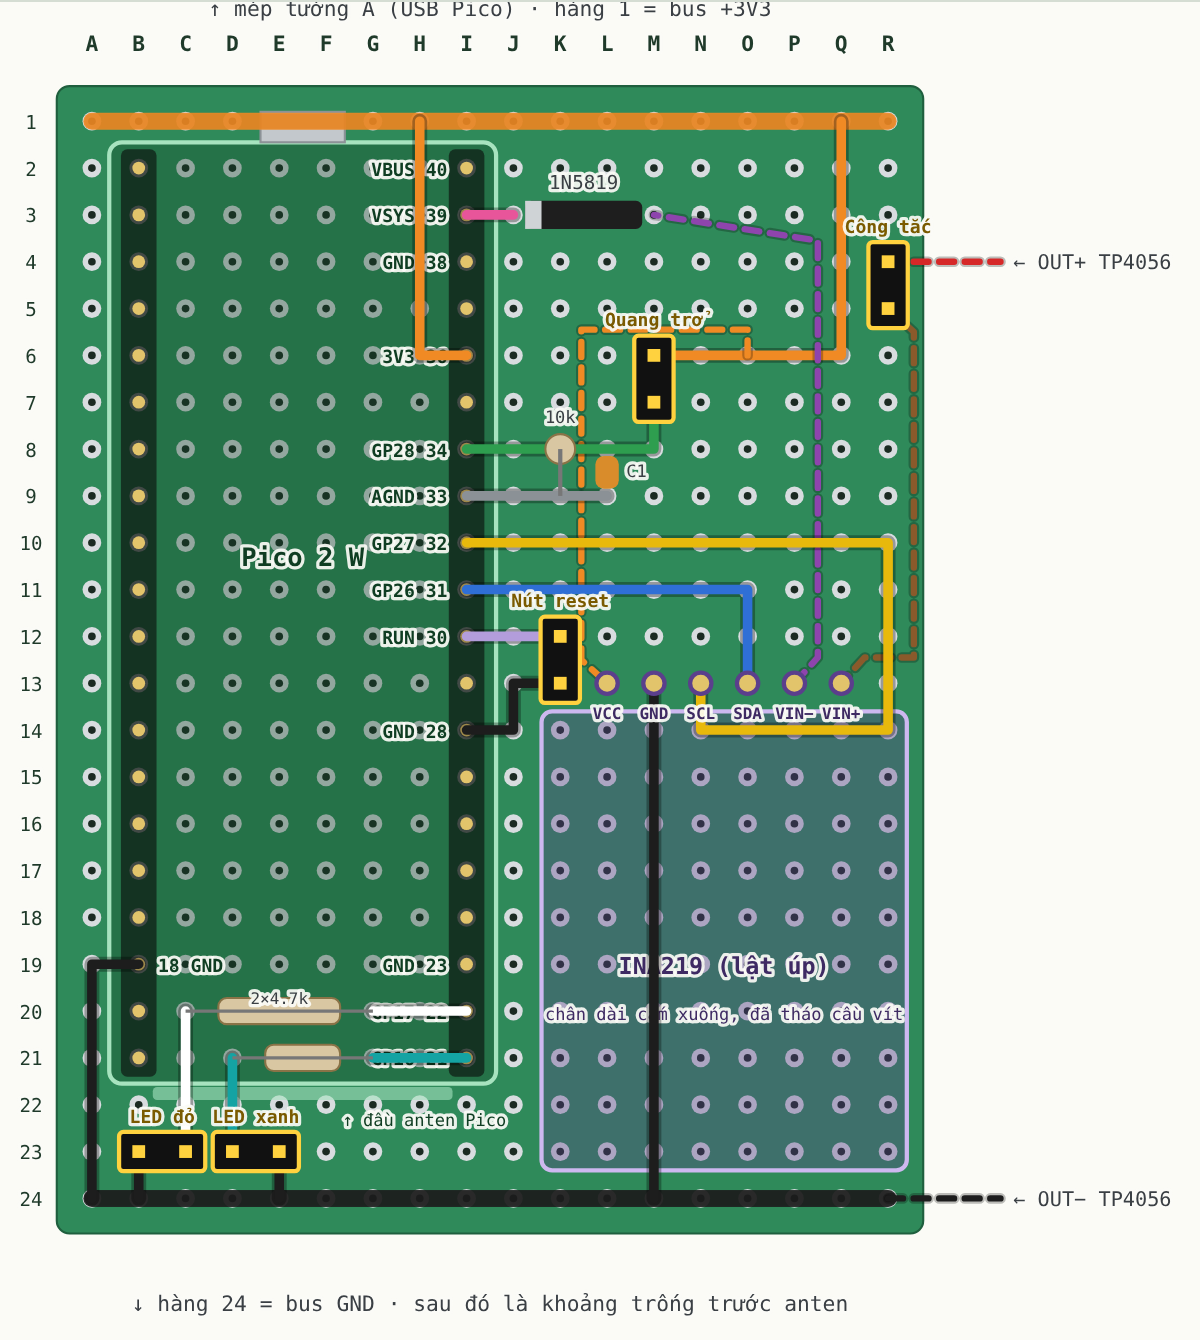 ↑ mép tường A (USB Pico) · hàng 1 = bus +3V3
A B C D E F G H I J K L M N O P Q R
1
2 VBUS 40
1N5819
3 VSYS 39
Công tắc
4 GND 38 ← OUT+ TP4056
5
Quang trở
6 3V3
7
10k
8 GP28 34
C1
9 AGND 33
10 GP27 32
Pico 2 W
11 GP26 31
Nút reset
12 RUN 30
13
VCC GND SCL SDA VIN− VIN+
14 GND 28
15
16
17
18
19 18 GND GND 23
INA219 (lật úp)
2×4.7k
20
chân dài cắm xuống, đã tháo cầu vít
21
22
LED đỏ LED xanh ↑ đầu anten Pico
23
24 ← OUT− TP4056
↓ hàng 24 = bus GND · sau đó là khoảng trống trước anten